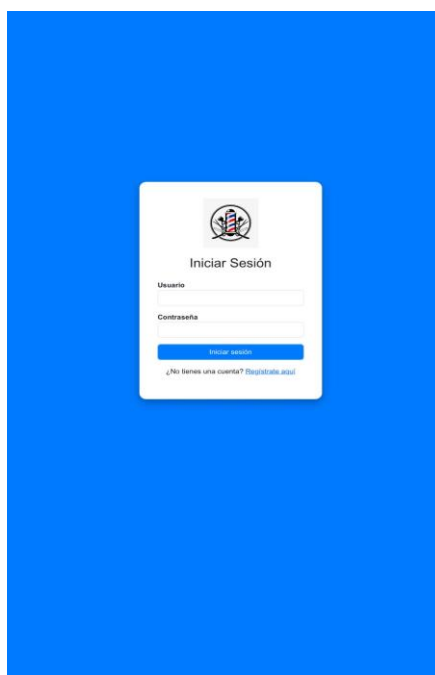 Iniciar Sesión
Usuario
Contraseña
Iniciar sesión
¿No tienes una cuenta? Regístrate aquí